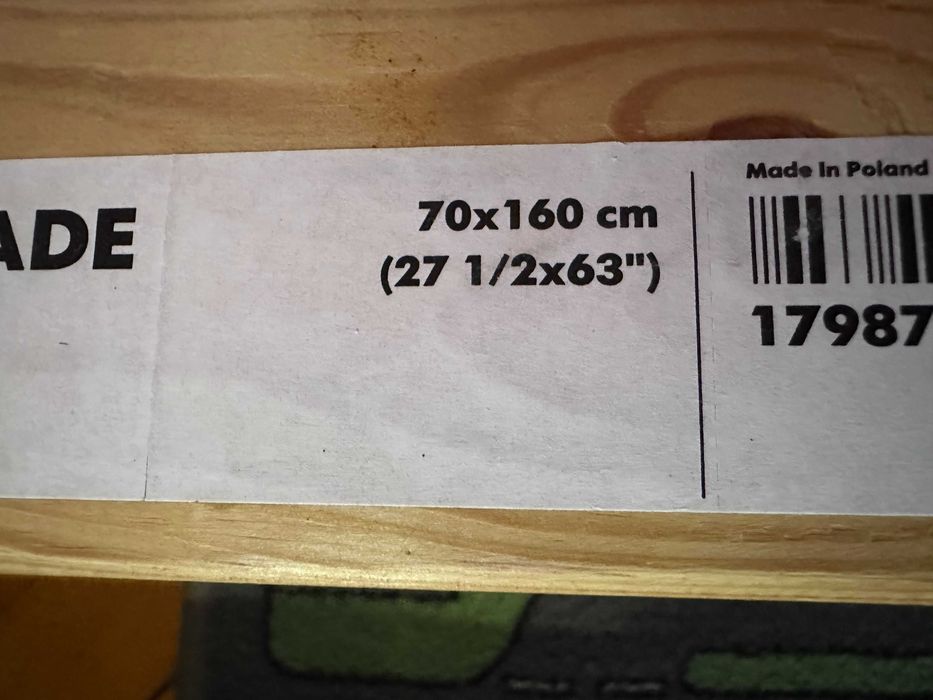 ADE
70x160 cm
(27 1/2x63")
Made In Poland
17987